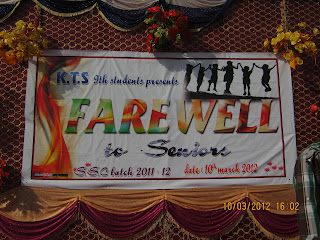 K.T.S 9th students presents
FAREWELL
to Seniors
SSC batch 2011-12 date: 10th march 2012
10/03/2012 16:02